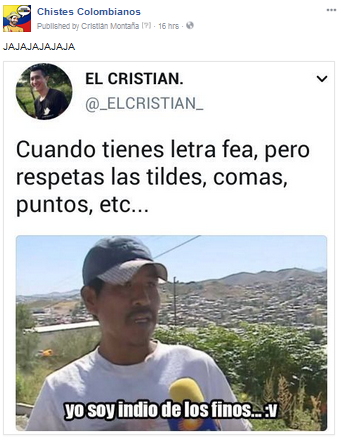 Chistes Colombianos
Published by Cristián Montaña [?] · 16 hrs ·
JAJAJAJAJAJA
EL CRISTIAN.
@_ELCRISTIAN_
Cuando tienes letra fea, pero
respetas las tildes, comas,
puntos, etc...
yo soy indio de los finos... :v